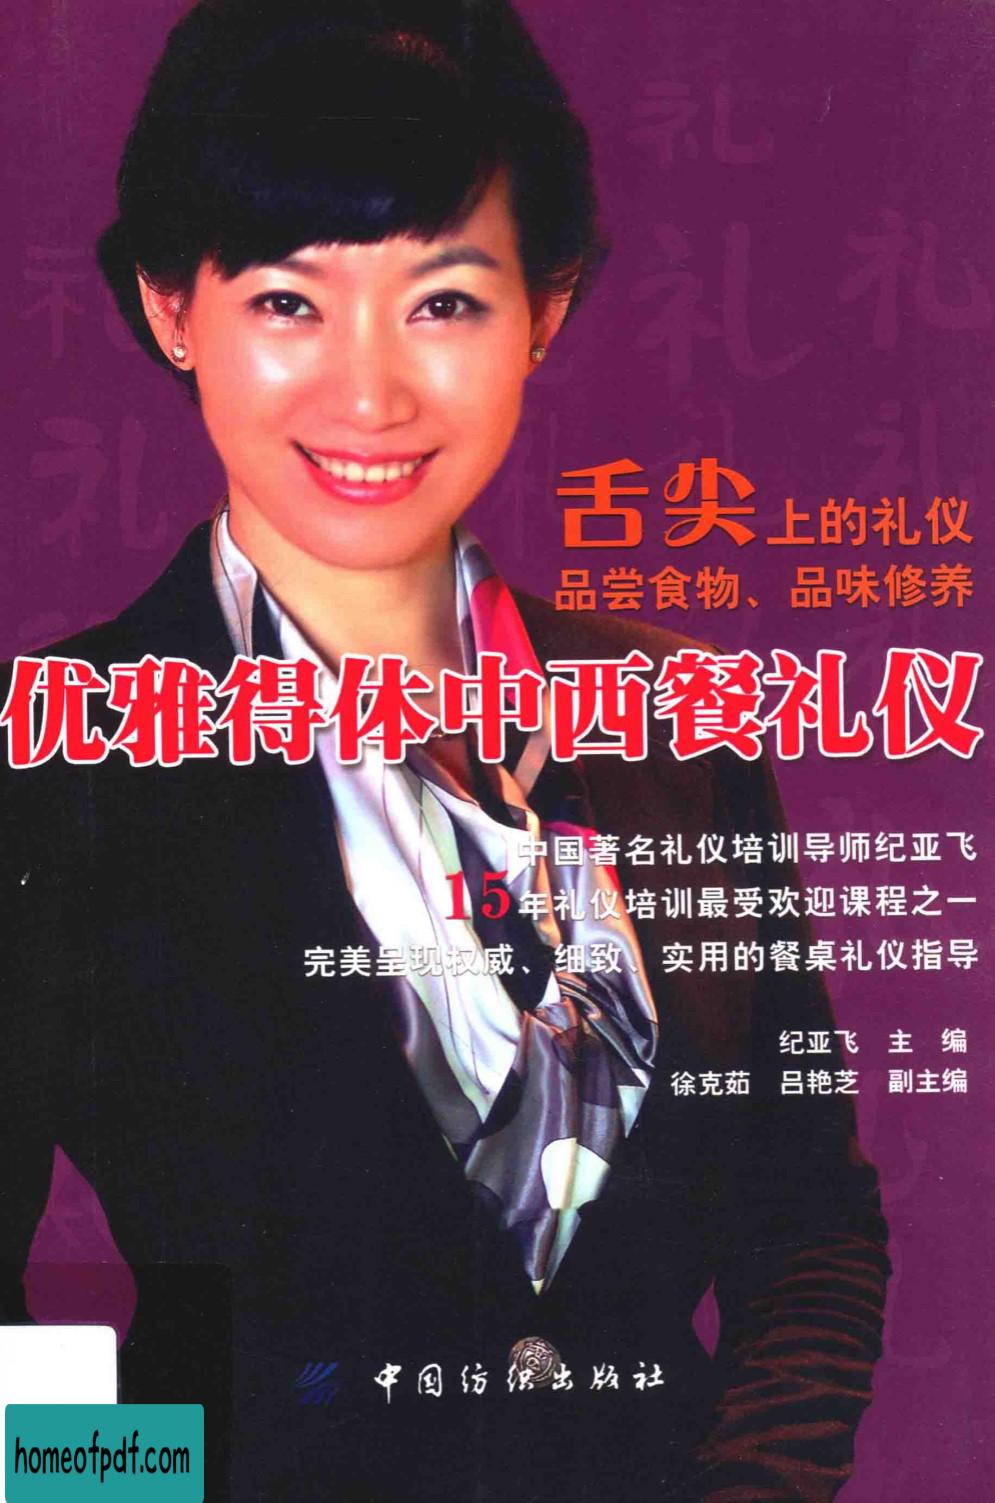 舌尖上的礼仪
品尝食物、品味修养
优雅得体中西餐礼仪
中国著名礼仪培训导师纪亚飞
15年礼仪培训最受欢迎课程之一
完美呈现权威、细致、实用的餐桌礼仪指导
纪亚飞 主 编
徐克茹 吕艳芝 副主编
中国纺织出版社
homeofpdf.com